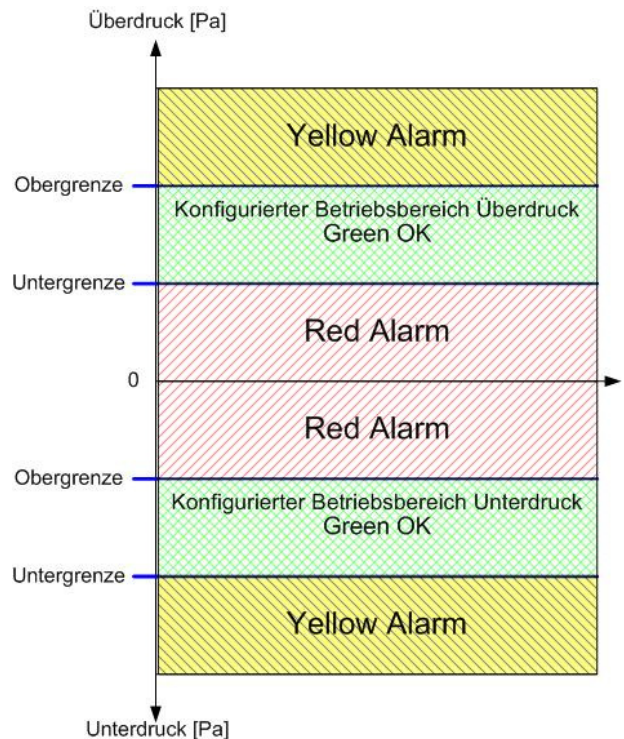 Überdruck [Pa]
Yellow Alarm
Obergrenze
Konfigurierter Betriebsbereich Überdruck
Green OK
Untergrenze
Red Alarm
0
Red Alarm
Obergrenze
Konfigurierter Betriebsbereich Unterdruck
Green OK
Untergrenze
Yellow Alarm
Unterdruck [Pa]